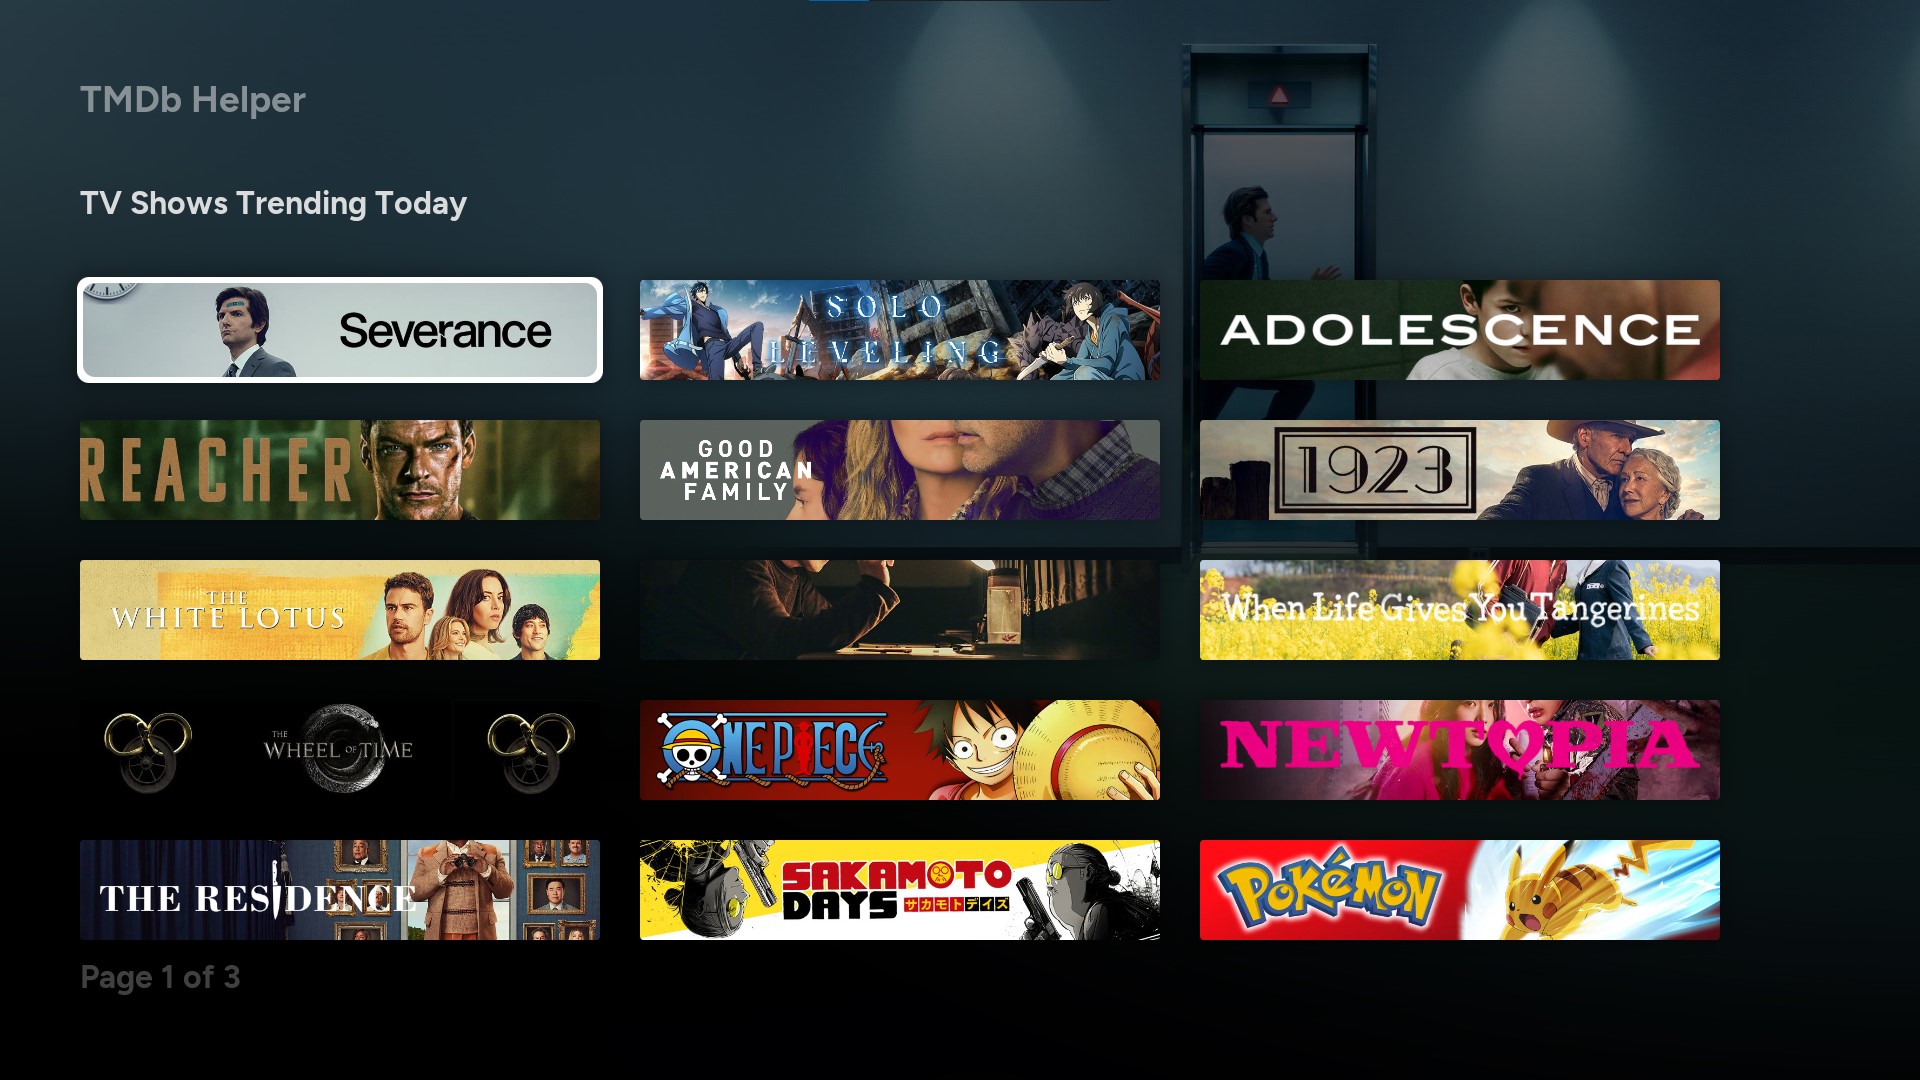 TMDb Helper
TV Shows Trending Today
Severance
SOLO
LEVELING
ADOLESCENCE
REACHER
GOOD
AMERICAN
FAMILY
1923
THE
WHITE LOTUS
When Life Gives You Tangerines
THE
WHEEL OF TIME
ONE PIECE
NEWTOPIA
THE RESIDENCE
SAKAMOTO
DAYS サカモトデイズ
POKéMON
Page 1 of 3